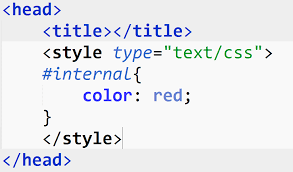 <head>
    <title></title>
    <style type="text/css">
    #internal{
        color: red;
    }
    </style>
</head>